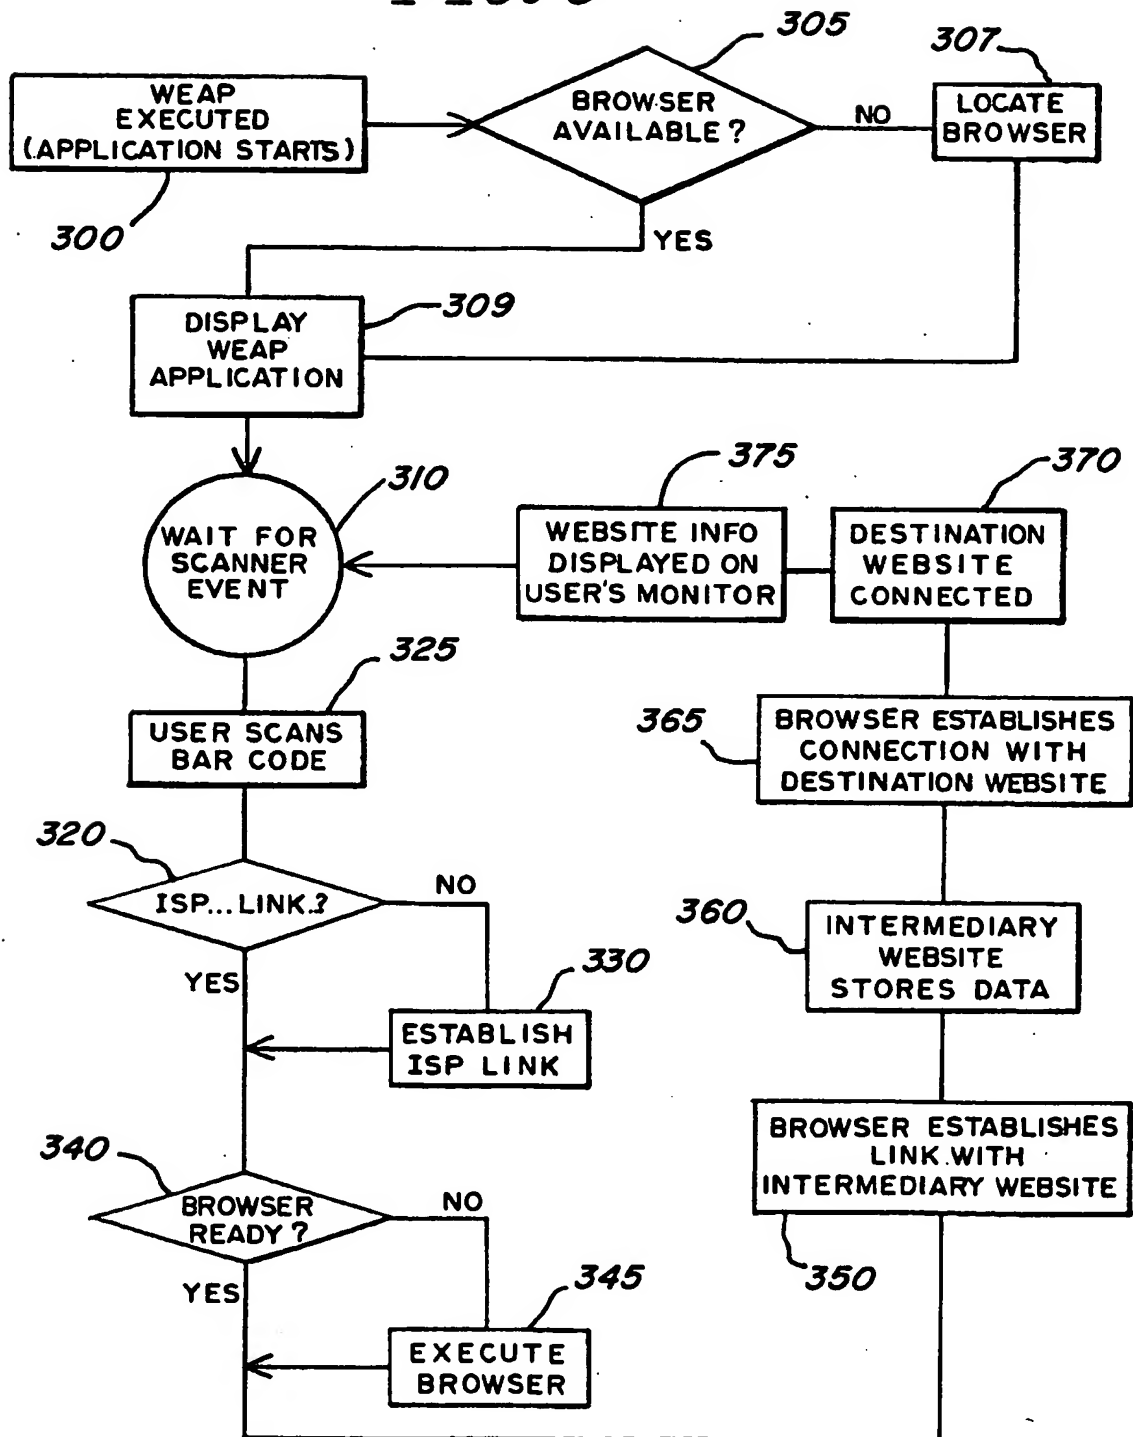 305
307
WEAP
EXECUTED
(APPLICATION STARTS)
BROWSER
AVAILABLE?
NO
LOCATE
BROWSER
300
YES
309
DISPLAY
WEAP
APPLICATION
310
375
370
WAIT FOR
SCANNER
EVENT
WEBSITE INFO
DISPLAYED ON
USER'S MONITOR
DESTINATION
WEBSITE
CONNECTED
325
USER SCANS
BAR CODE
365
BROWSER ESTABLISHES
CONNECTION WITH
DESTINATION WEBSITE
320
ISP...LINK.?
NO
YES
360
INTERMEDIARY
WEBSITE
STORES DATA
330
ESTABLISH
ISP LINK
BROWSER ESTABLISHES
LINK WITH
INTERMEDIARY WEBSITE
350
340
BROWSER
READY?
NO
YES
345
EXECUTE
BROWSER